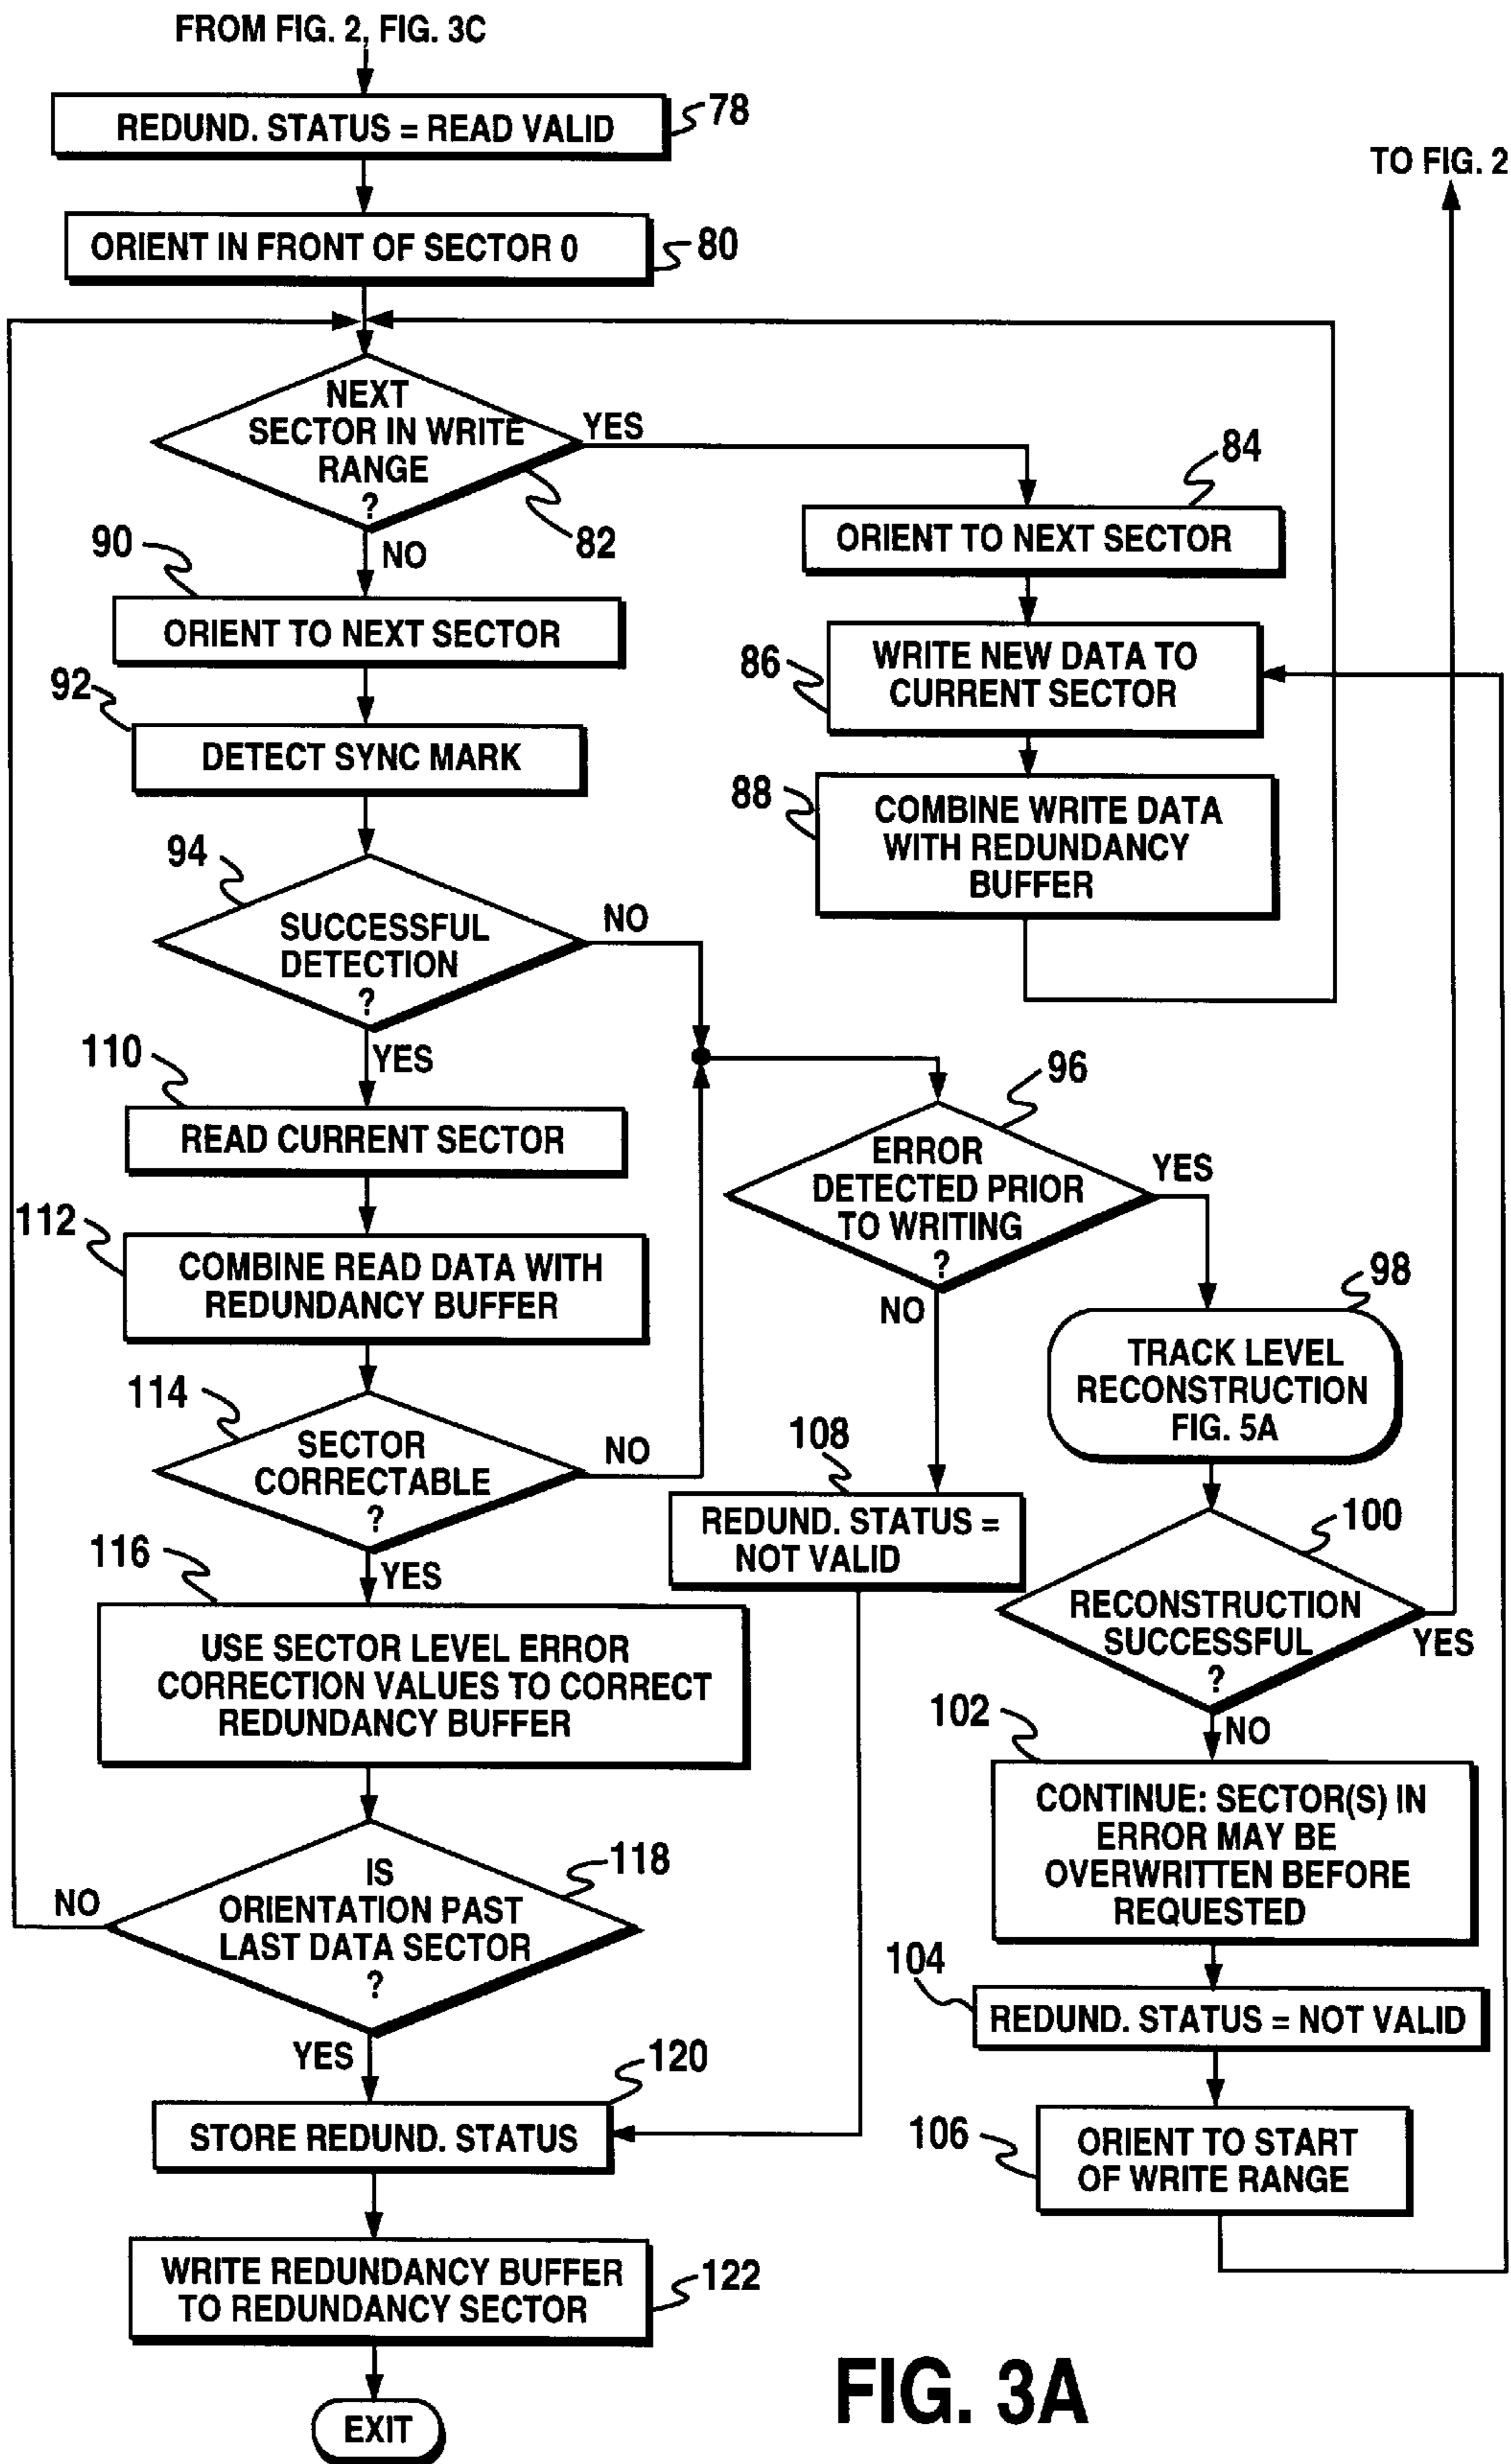 FROM FIG. 2, FIG. 3C
REDUND. STATUS = READ VALID
78
TO FIG. 2
ORIENT IN FRONT OF SECTOR 0
80
NEXT
SECTOR IN WRITE
RANGE
?
YES
82
NO
84
ORIENT TO NEXT SECTOR
86
WRITE NEW DATA TO
CURRENT SECTOR
88
COMBINE WRITE DATA
WITH REDUNDANCY
BUFFER
90
ORIENT TO NEXT SECTOR
92
DETECT SYNC MARK
94
SUCCESSFUL
DETECTION
?
NO
YES
110
READ CURRENT SECTOR
112
COMBINE READ DATA WITH
REDUNDANCY BUFFER
114
SECTOR
CORRECTABLE
?
NO
YES
96
ERROR
DETECTED PRIOR
TO WRITING
?
YES
NO
98
TRACK LEVEL
RECONSTRUCTION
FIG. 5A
108
REDUND. STATUS =
NOT VALID
100
RECONSTRUCTION
SUCCESSFUL
?
YES
NO
116
USE SECTOR LEVEL ERROR
CORRECTION VALUES TO CORRECT
REDUNDANCY BUFFER
102
CONTINUE: SECTOR(S) IN
ERROR MAY BE
OVERWRITTEN BEFORE
REQUESTED
118
IS
ORIENTATION PAST
LAST DATA SECTOR
?
NO
YES
104
REDUND. STATUS = NOT VALID
120
STORE REDUND. STATUS
106
ORIENT TO START
OF WRITE RANGE
WRITE REDUNDANCY BUFFER
TO REDUNDANCY SECTOR
122
EXIT
FIG. 3A